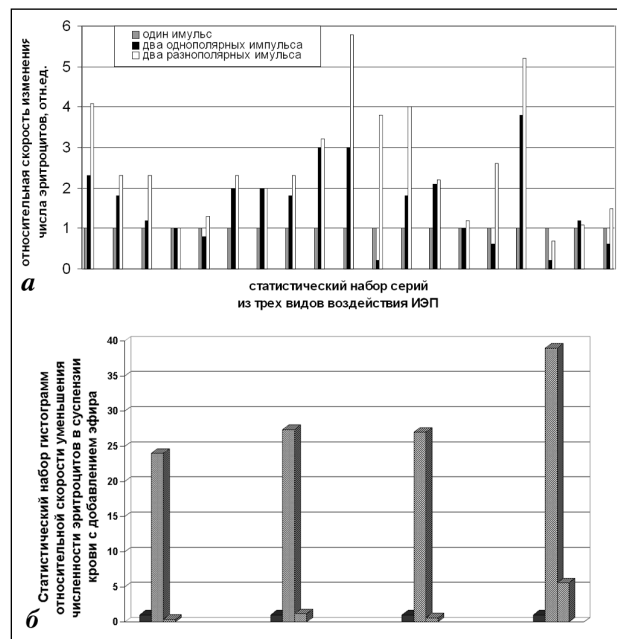 а
относительная скорость изменения
числа эритроцитов, отн.ед.
6
5
4
3
2
1
0
один имульс
два однополярных импульса
два разнополярных имульса
статистический набор серий
из трех видов воздействия ИЭП
б
Статистический набор гистограмм
относительной скорости уменьшения
численности эритроцитов в суспензии
крови с добавлением эфира
40
35
30
25
20
15
10
5
0